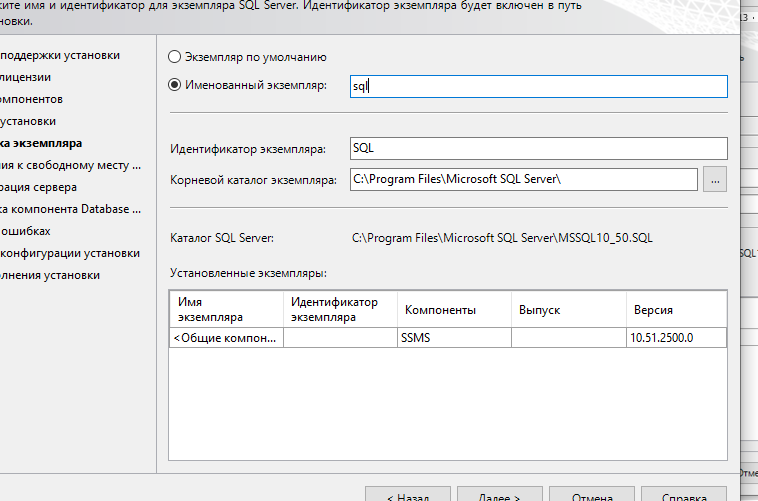 ките имя и идентификатор для экземпляра SQL Server. Идентификатор экземпляра будет включен в путь
новки.
поддержки установки
лицензии
омпонентов
установки
ка экземпляра
ния к свободному месту ...
рация сервера
ка компонента Database ...
ошибках
конфигурации установки
лнения установки
Экземпляр по умолчанию
Именованный экземпляр: sql
Идентификатор экземпляра: SQL
Корневой каталог экземпляра: C:\Program Files\Microsoft SQL Server\ ...
Каталог SQL Server: C:\Program Files\Microsoft SQL Server\MSSQL10_50.SQL
Установленные экземпляры:
Имя экземпляра Идентификатор экземпляра Компоненты Выпуск Версия
<Общие компон... SSMS 10.51.2500.0
< Назад Далее > Отмена Справка